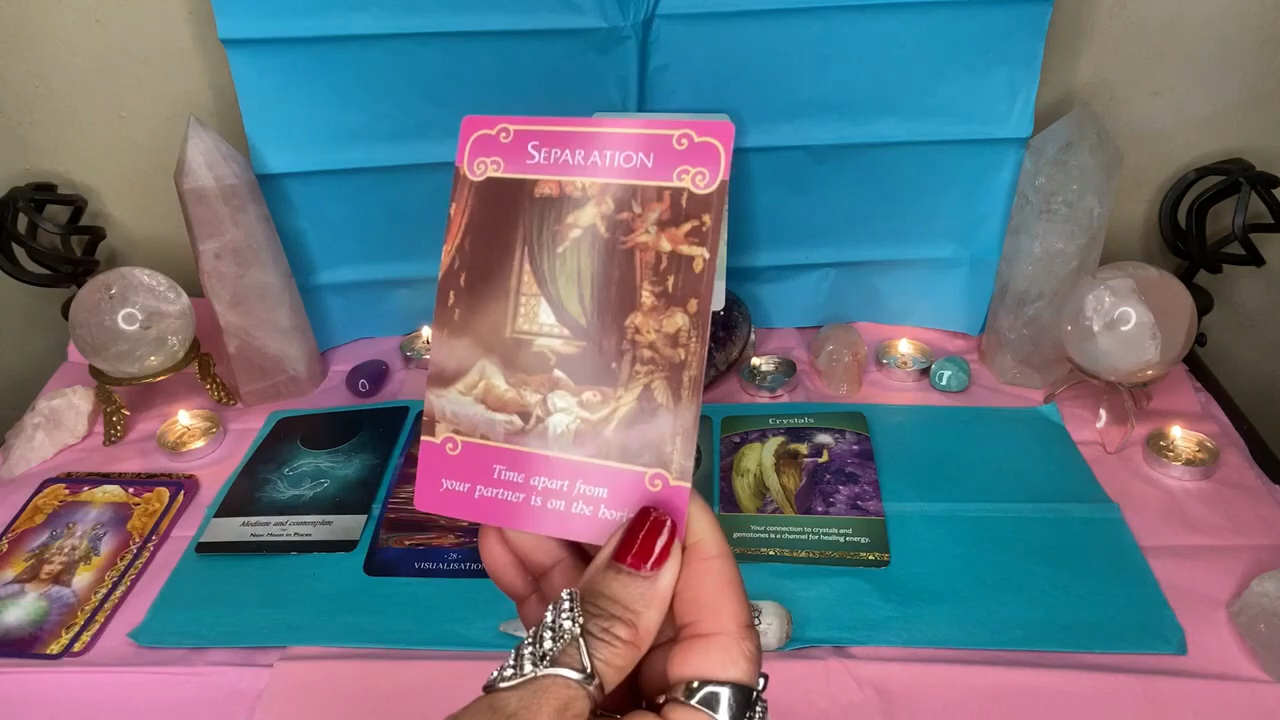 SEPARATION
Time apart from
your partner is on the
Meditate and contemplate
New Moon in Pisces
·28·
VISUALISATION
Crystals
Your connection to crystals and
gemstones is a channel for healing energy.